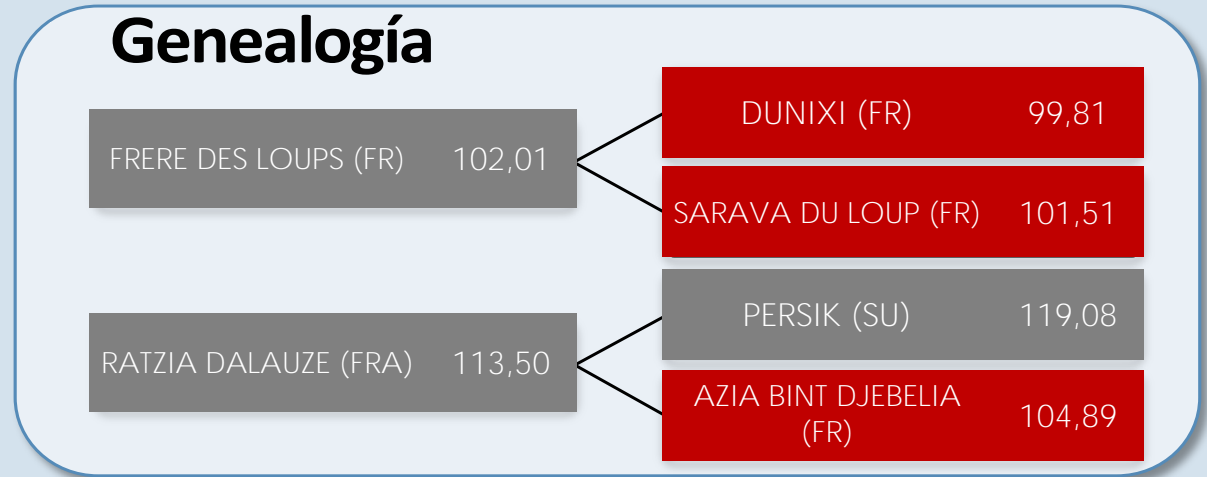 Genealogía
FRERE DES LOUPS (FR) 102,01
DUNIXI (FR) 99,81
SARAVA DU LOUP (FR) 101,51
RATZIA DALAUZE (FRA) 113,50
PERSIK (SU) 119,08
AZIA BINT DJEBELIA
(FR) 104,89